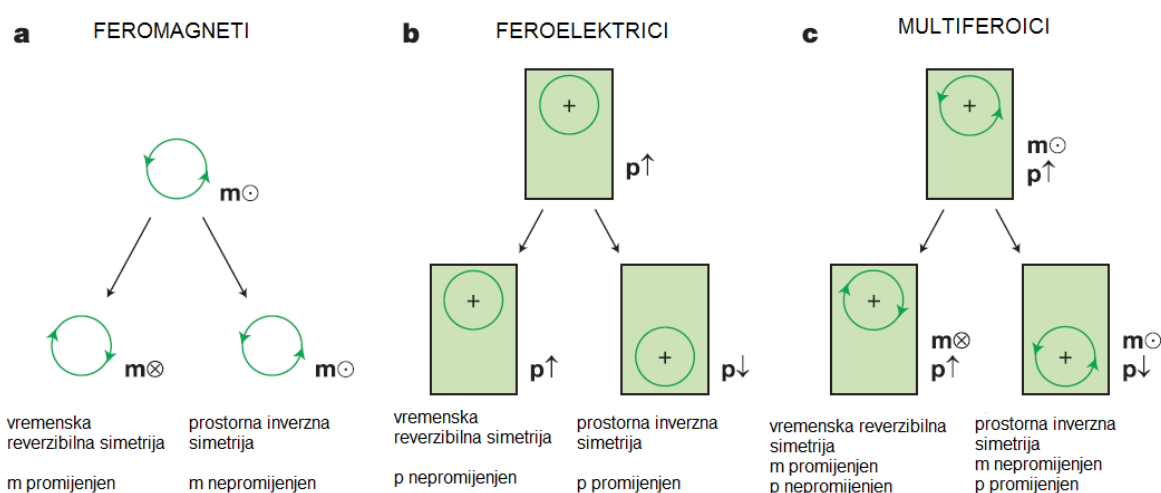 a FEROMAGNETI
m⊙
m⊗
m⊙
vremenska
reverzibilna simetrija
m promijenjen
prostorna inverzna
simetrija
m nepromijenjen
b FEROELEKTRICI
+
p↑
+
p↑
+
p↓
vremenska
reverzibilna simetrija
p nepromijenjen
prostorna inverzna
simetrija
p promijenjen
c MULTIFEROICI
+
m⊙
p↑
+
m⊗
p↑
+
m⊙
p↓
vremenska reverzibilna
simetrija
m promijenjen
p nepromijenjen
prostorna inverzna
simetrija
m nepromijenjen
p promijenjen